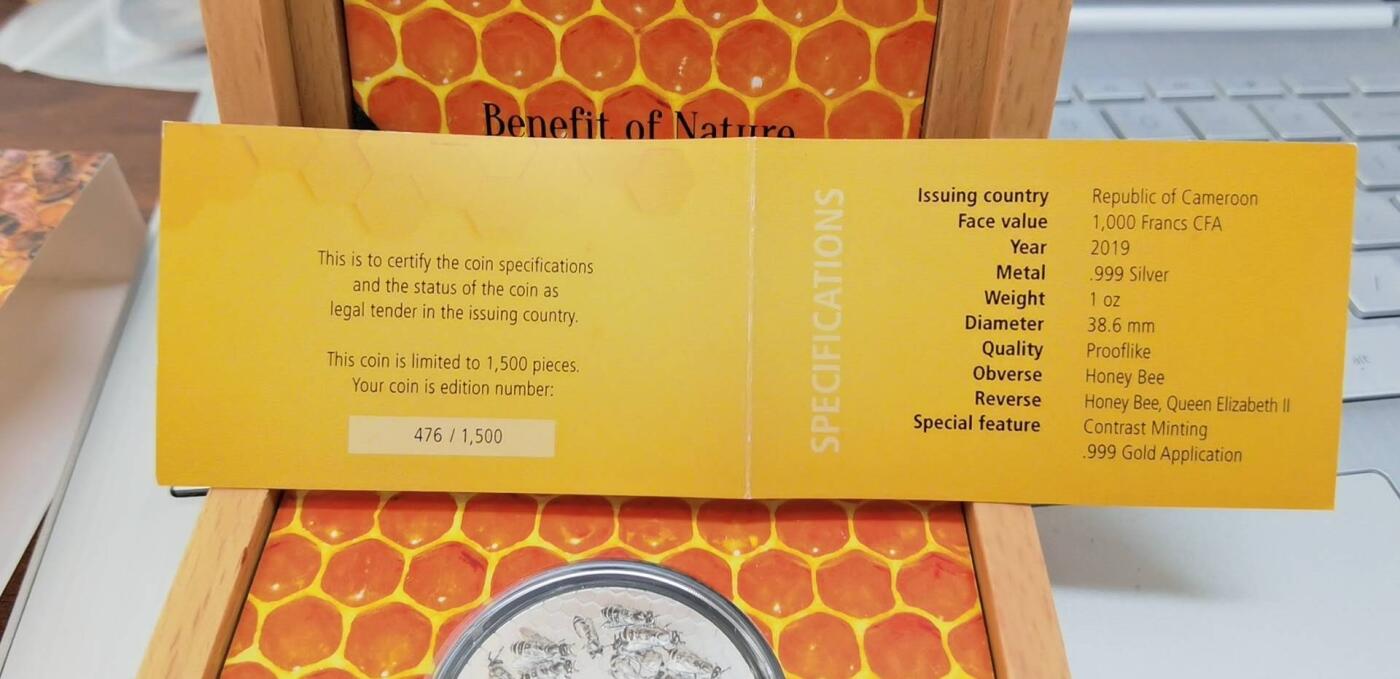 Benefit of Nature
This is to certify the coin specifications
and the status of the coin as
legal tender in the issuing country.
This coin is limited to 1,500 pieces.
Your coin is edition number:
476 / 1,500
SPECIFICATIONS
Issuing country Republic of Cameroon
Face value 1,000 Francs CFA
Year 2019
Metal .999 Silver
Weight 1 oz
Diameter 38.6 mm
Quality Prooflike
Obverse Honey Bee
Reverse Honey Bee, Queen Elizabeth II
Special feature Contrast Minting
.999 Gold Application